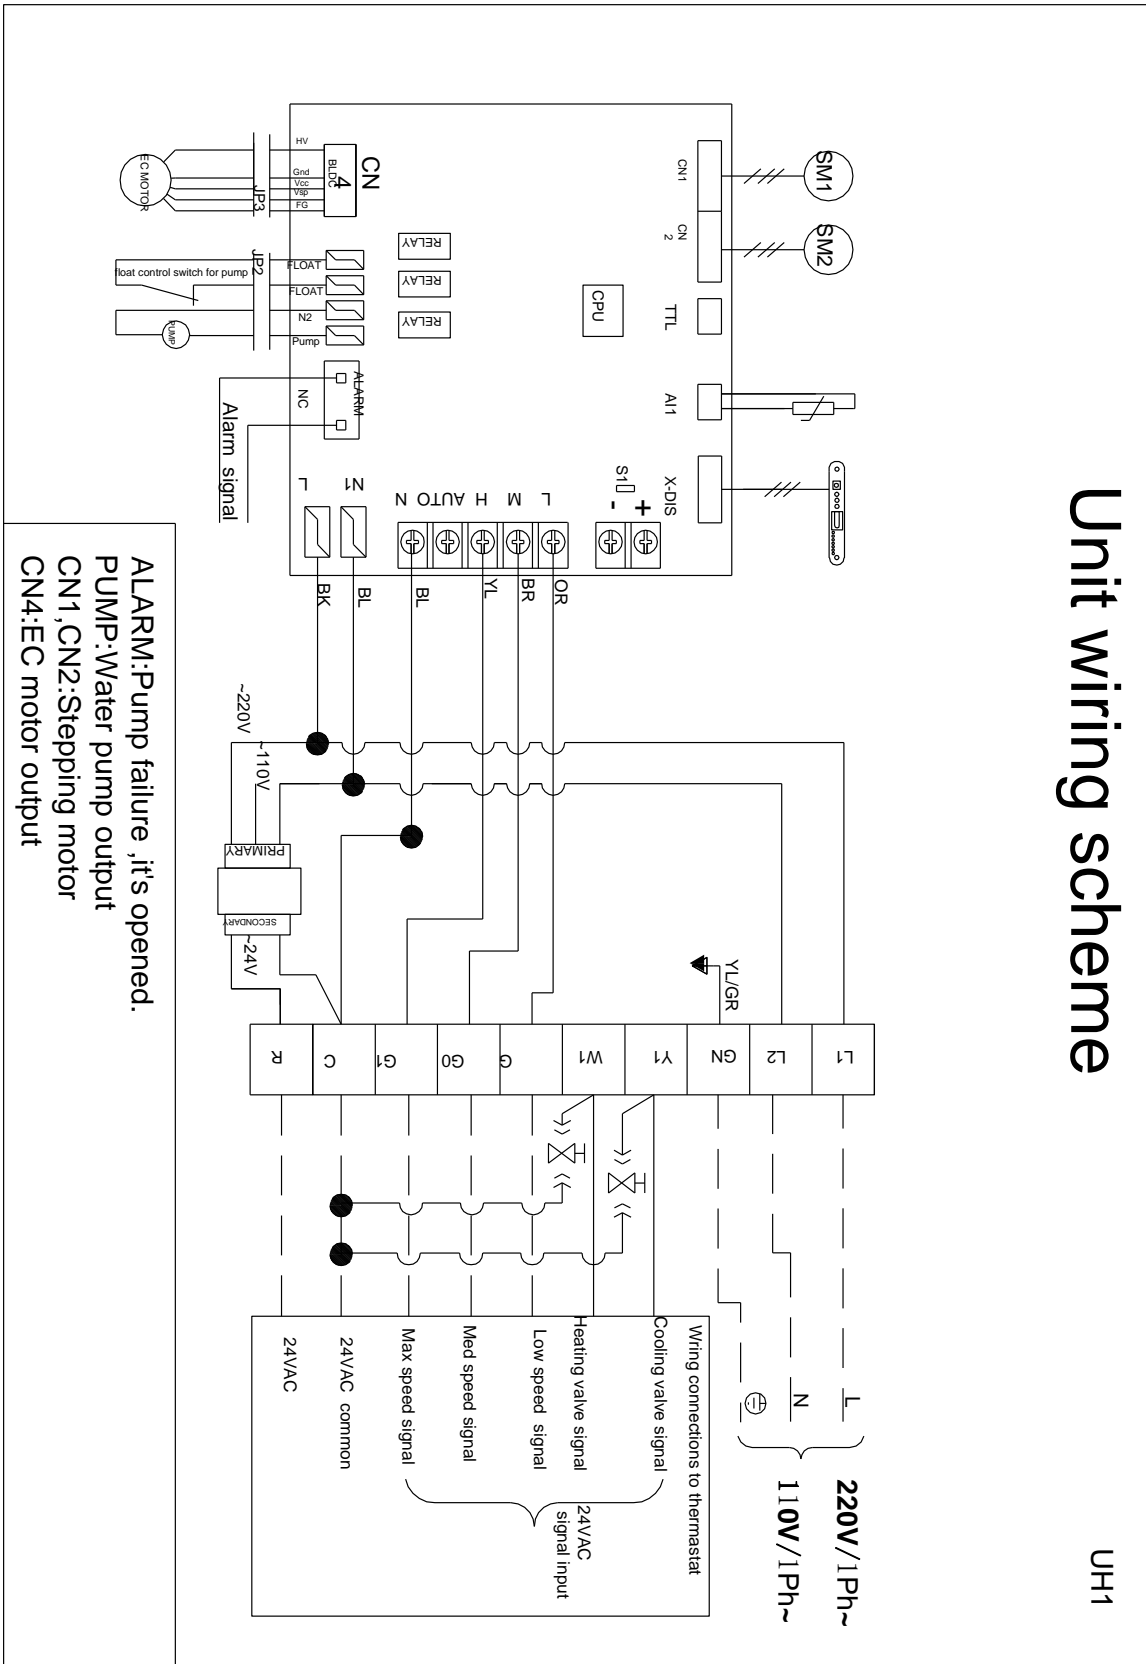 Unit wiring scheme
UH1
SM1
SM2
CN1
CN
2
TTL
AI1
X-DIS
S1
+
-
CPU
RELAY
RELAY
RELAY
CN
4
BLDC
HV
Gnd
Vcc
Vsp
FG
JP3
EC MOTOR
FLOAT
FLOAT
N2
Pump
JP2
float control switch for pump
PUMP
ALARM
NC
Alarm signal
L
N1
N
AUTO
H
M
L
BK
BL
BL
YL
BR
OR
~220V
~110V
PRIMARY
SECONDARY
~24V
YL/GR
R
C
G1
G0
G
W1
Y1
GN
L2
L1
Wring connections to thermastat
Cooling valve signal
Heating valve signal
Low speed signal
Med speed signal
Max speed signal
24VAC common
24VAC
24VAC
signal input
L
N
220V/1Ph~
110V/1Ph~
ALARM:Pump failure ,it's opened.
PUMP:Water pump output
CN1,CN2:Stepping motor
CN4:EC motor output